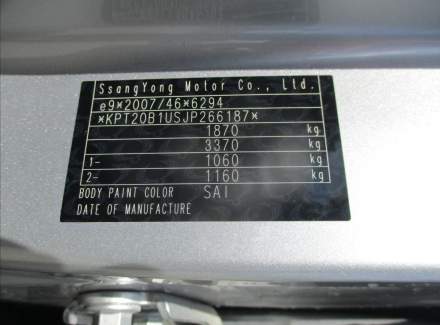 SsangYong Motor Co., Ltd.
e9*2007/46*6294
*KPT20B1USJP266187*
1870 kg
3370 kg
1- 1060 kg
2- 1160 kg
BODY PAINT COLOR SAI
DATE OF MANUFACTURE